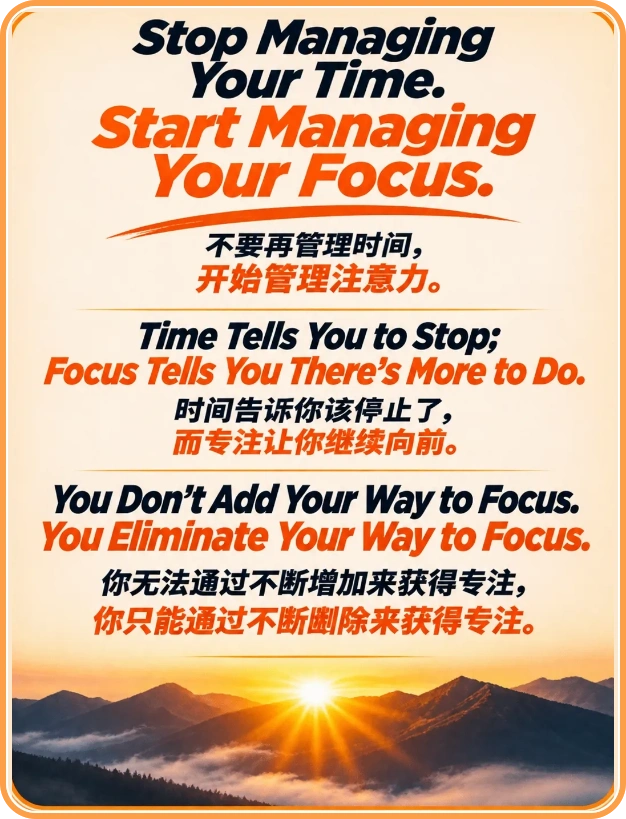 Stop Managing
Your Time.
Start Managing
Your Focus.
不要再管理时间，
开始管理注意力。
Time Tells You to Stop;
Focus Tells You There's More to Do.
时间告诉你该停止了，
而专注让你继续向前。
You Don't Add Your Way to Focus.
You Eliminate Your Way to Focus.
你无法通过不断增加来获得专注，
你只能通过不断删除来获得专注。